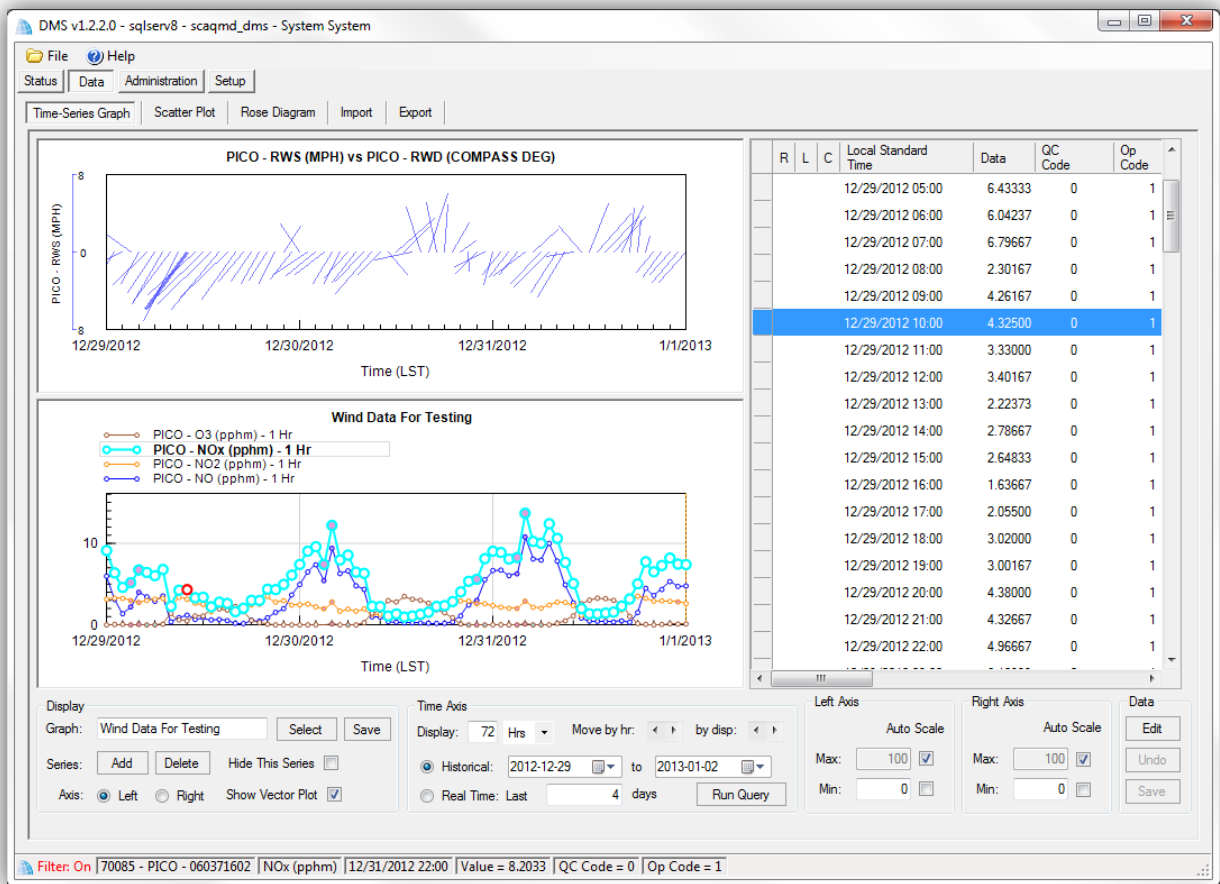 DMS v1.2.2.0 - sqlserv8 - scaqmd_dms - System System
File Help
Status Data Administration Setup
Time-Series Graph Scatter Plot Rose Diagram Import Export
PICO - RWS (MPH) vs PICO - RWD (COMPASS DEG)
PICO - RWS (MPH)
8
0
8
12/29/2012 12/30/2012 12/31/2012 1/1/2013
Time (LST)
Wind Data For Testing
PICO - O3 (pphm) - 1 Hr
PICO - NOx (pphm) - 1 Hr
PICO - NO2 (pphm) - 1 Hr
PICO - NO (pphm) - 1 Hr
10
0
12/29/2012 12/30/2012 12/31/2012 1/1/2013
Time (LST)
R L C Local Standard Time Data QC Code Op Code
12/29/2012 05:00 6.43333 0 1
12/29/2012 06:00 6.04237 0 1
12/29/2012 07:00 6.79667 0 1
12/29/2012 08:00 2.30167 0 1
12/29/2012 09:00 4.26167 0 1
12/29/2012 10:00 4.32500 0 1
12/29/2012 11:00 3.33000 0 1
12/29/2012 12:00 3.40167 0 1
12/29/2012 13:00 2.22373 0 1
12/29/2012 14:00 2.78667 0 1
12/29/2012 15:00 2.64833 0 1
12/29/2012 16:00 1.63667 0 1
12/29/2012 17:00 2.05500 0 1
12/29/2012 18:00 3.02000 0 1
12/29/2012 19:00 3.00167 0 1
12/29/2012 20:00 4.38000 0 1
12/29/2012 21:00 4.32667 0 1
12/29/2012 22:00 4.96667 0 1
Display
Graph: Wind Data For Testing Select Save
Series: Add Delete Hide This Series
Axis: Left Right Show Vector Plot
Time Axis
Display: 72 Hrs Move by hr: by disp:
Historical: 2012-12-29 to 2013-01-02
Real Time: Last 4 days Run Query
Left Axis
Auto Scale
Max: 100
Min: 0
Right Axis
Auto Scale
Max: 100
Min: 0
Data
Edit
Undo
Save
Filter: On 70085 - PICO - 060371602 NOx (pphm) 12/31/2012 22:00 Value = 8.2033 QC Code = 0 Op Code = 1